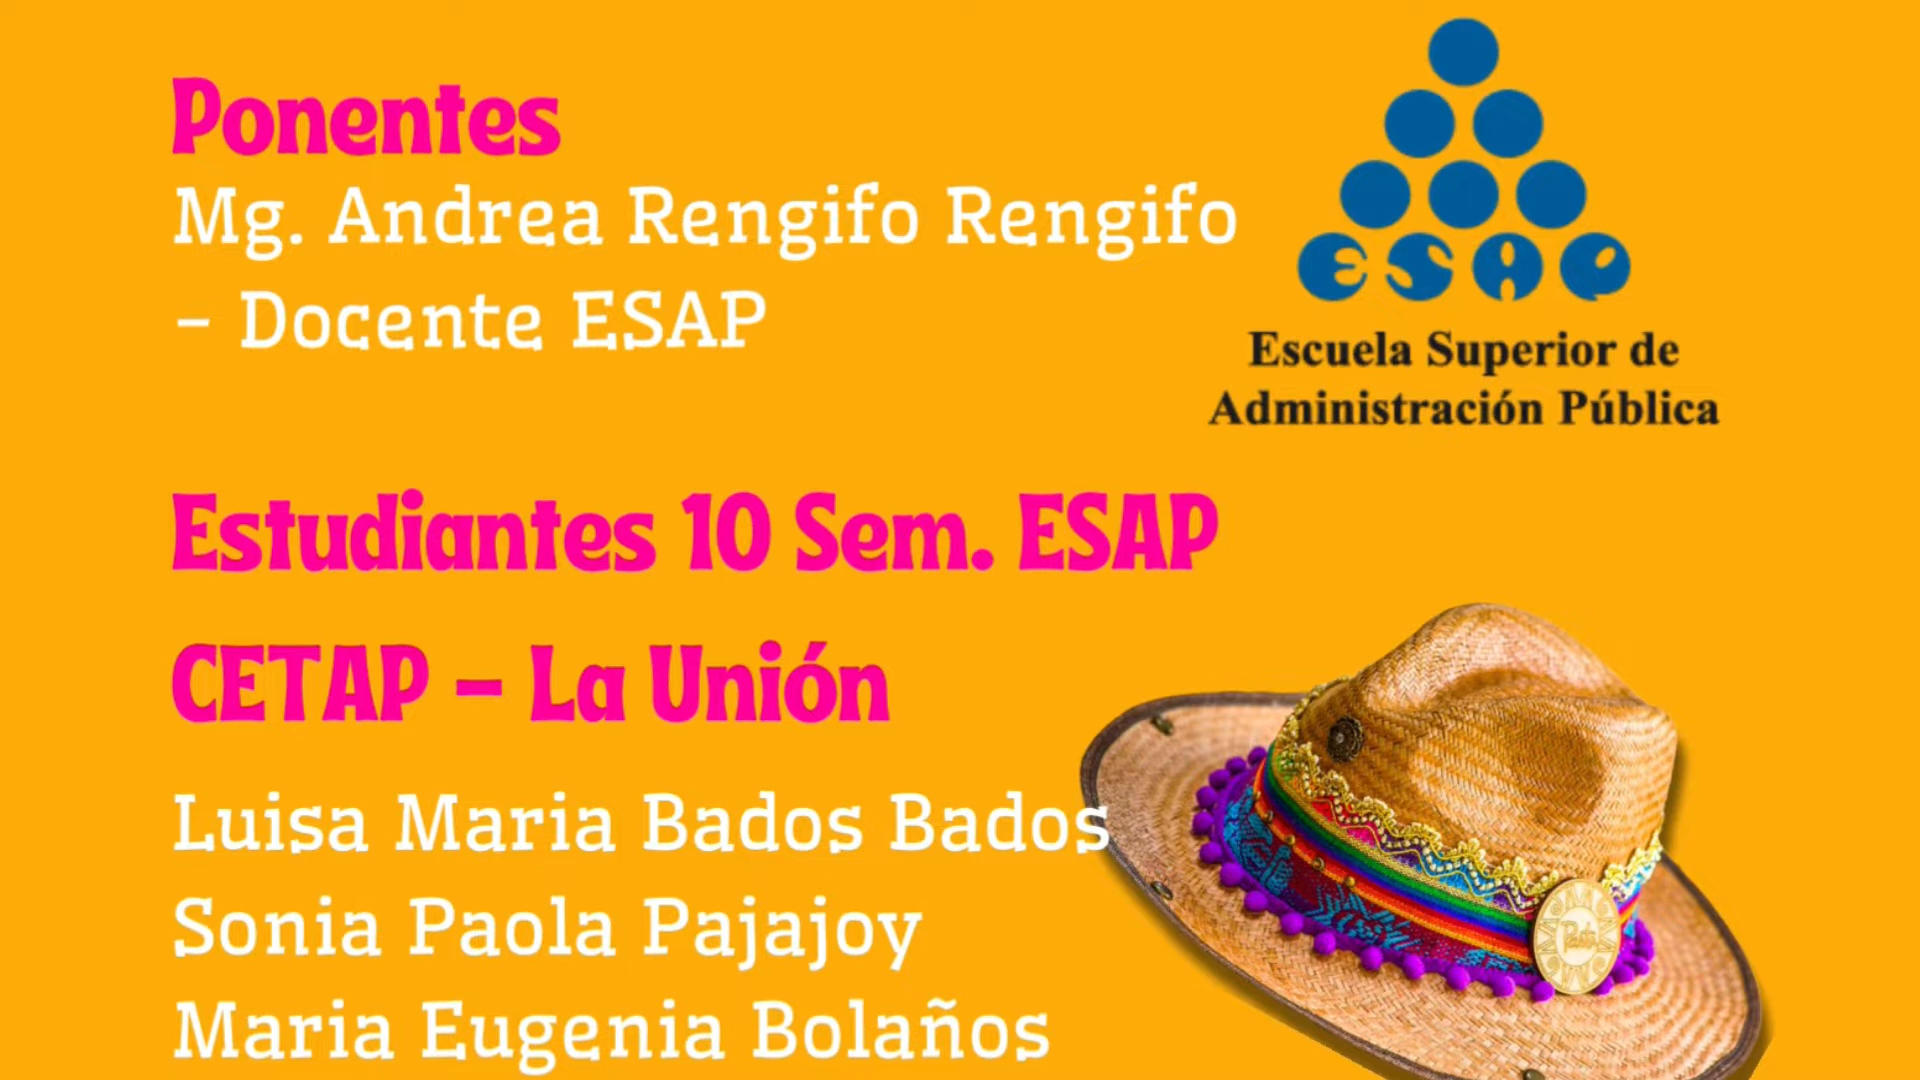 Ponentes
Mg. Andrea Rengifo Rengifo
- Docente ESAP
ESAP
Escuela Superior de
Administración Pública
Estudiantes 10 Sem. ESAP
CETAP - La Unión
Luisa Maria Bados Bados
Sonia Paola Pajajoy
Maria Eugenia Bolaños
Pasto